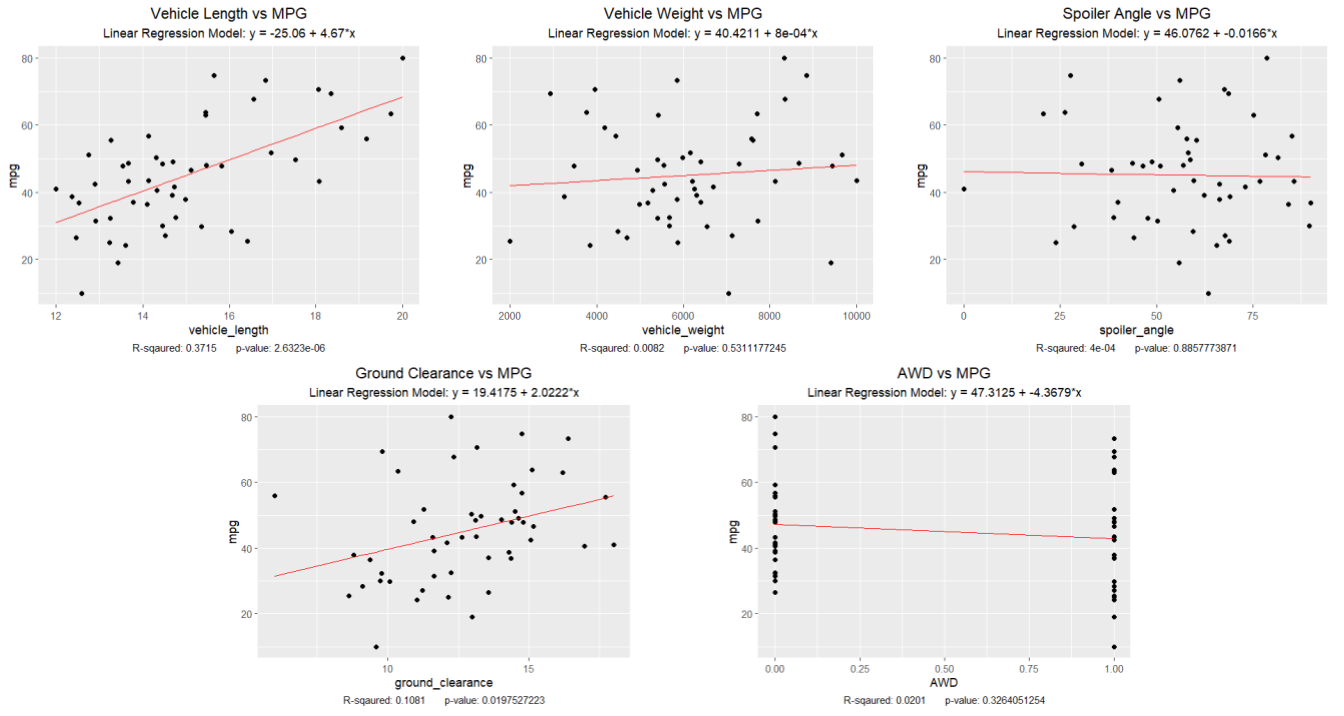 Vehicle Length vs MPG
Linear Regression Model: y = -25.06 + 4.67*x
80
60
40
20
mpg
12
14
16
18
20
vehicle_length
R-sqaured: 0.3715 p-value: 2.6323e-06
Vehicle Weight vs MPG
Linear Regression Model: y = 40.4211 + 8e-04*x
80
60
40
20
mpg
2000
4000
6000
8000
10000
vehicle_weight
R-sqaured: 0.0082 p-value: 0.5311177245
Spoiler Angle vs MPG
Linear Regression Model: y = 46.0762 + -0.0166*x
80
60
40
20
mpg
0
25
50
75
spoiler_angle
R-sqaured: 4e-04 p-value: 0.8857773871
Ground Clearance vs MPG
Linear Regression Model: y = 19.4175 + 2.0222*x
80
60
40
20
mpg
10
15
ground_clearance
R-sqaured: 0.1081 p-value: 0.0197527223
AWD vs MPG
Linear Regression Model: y = 47.3125 + -4.3679*x
80
60
40
20
mpg
0.00
0.25
0.50
0.75
1.00
AWD
R-sqaured: 0.0201 p-value: 0.3264051254